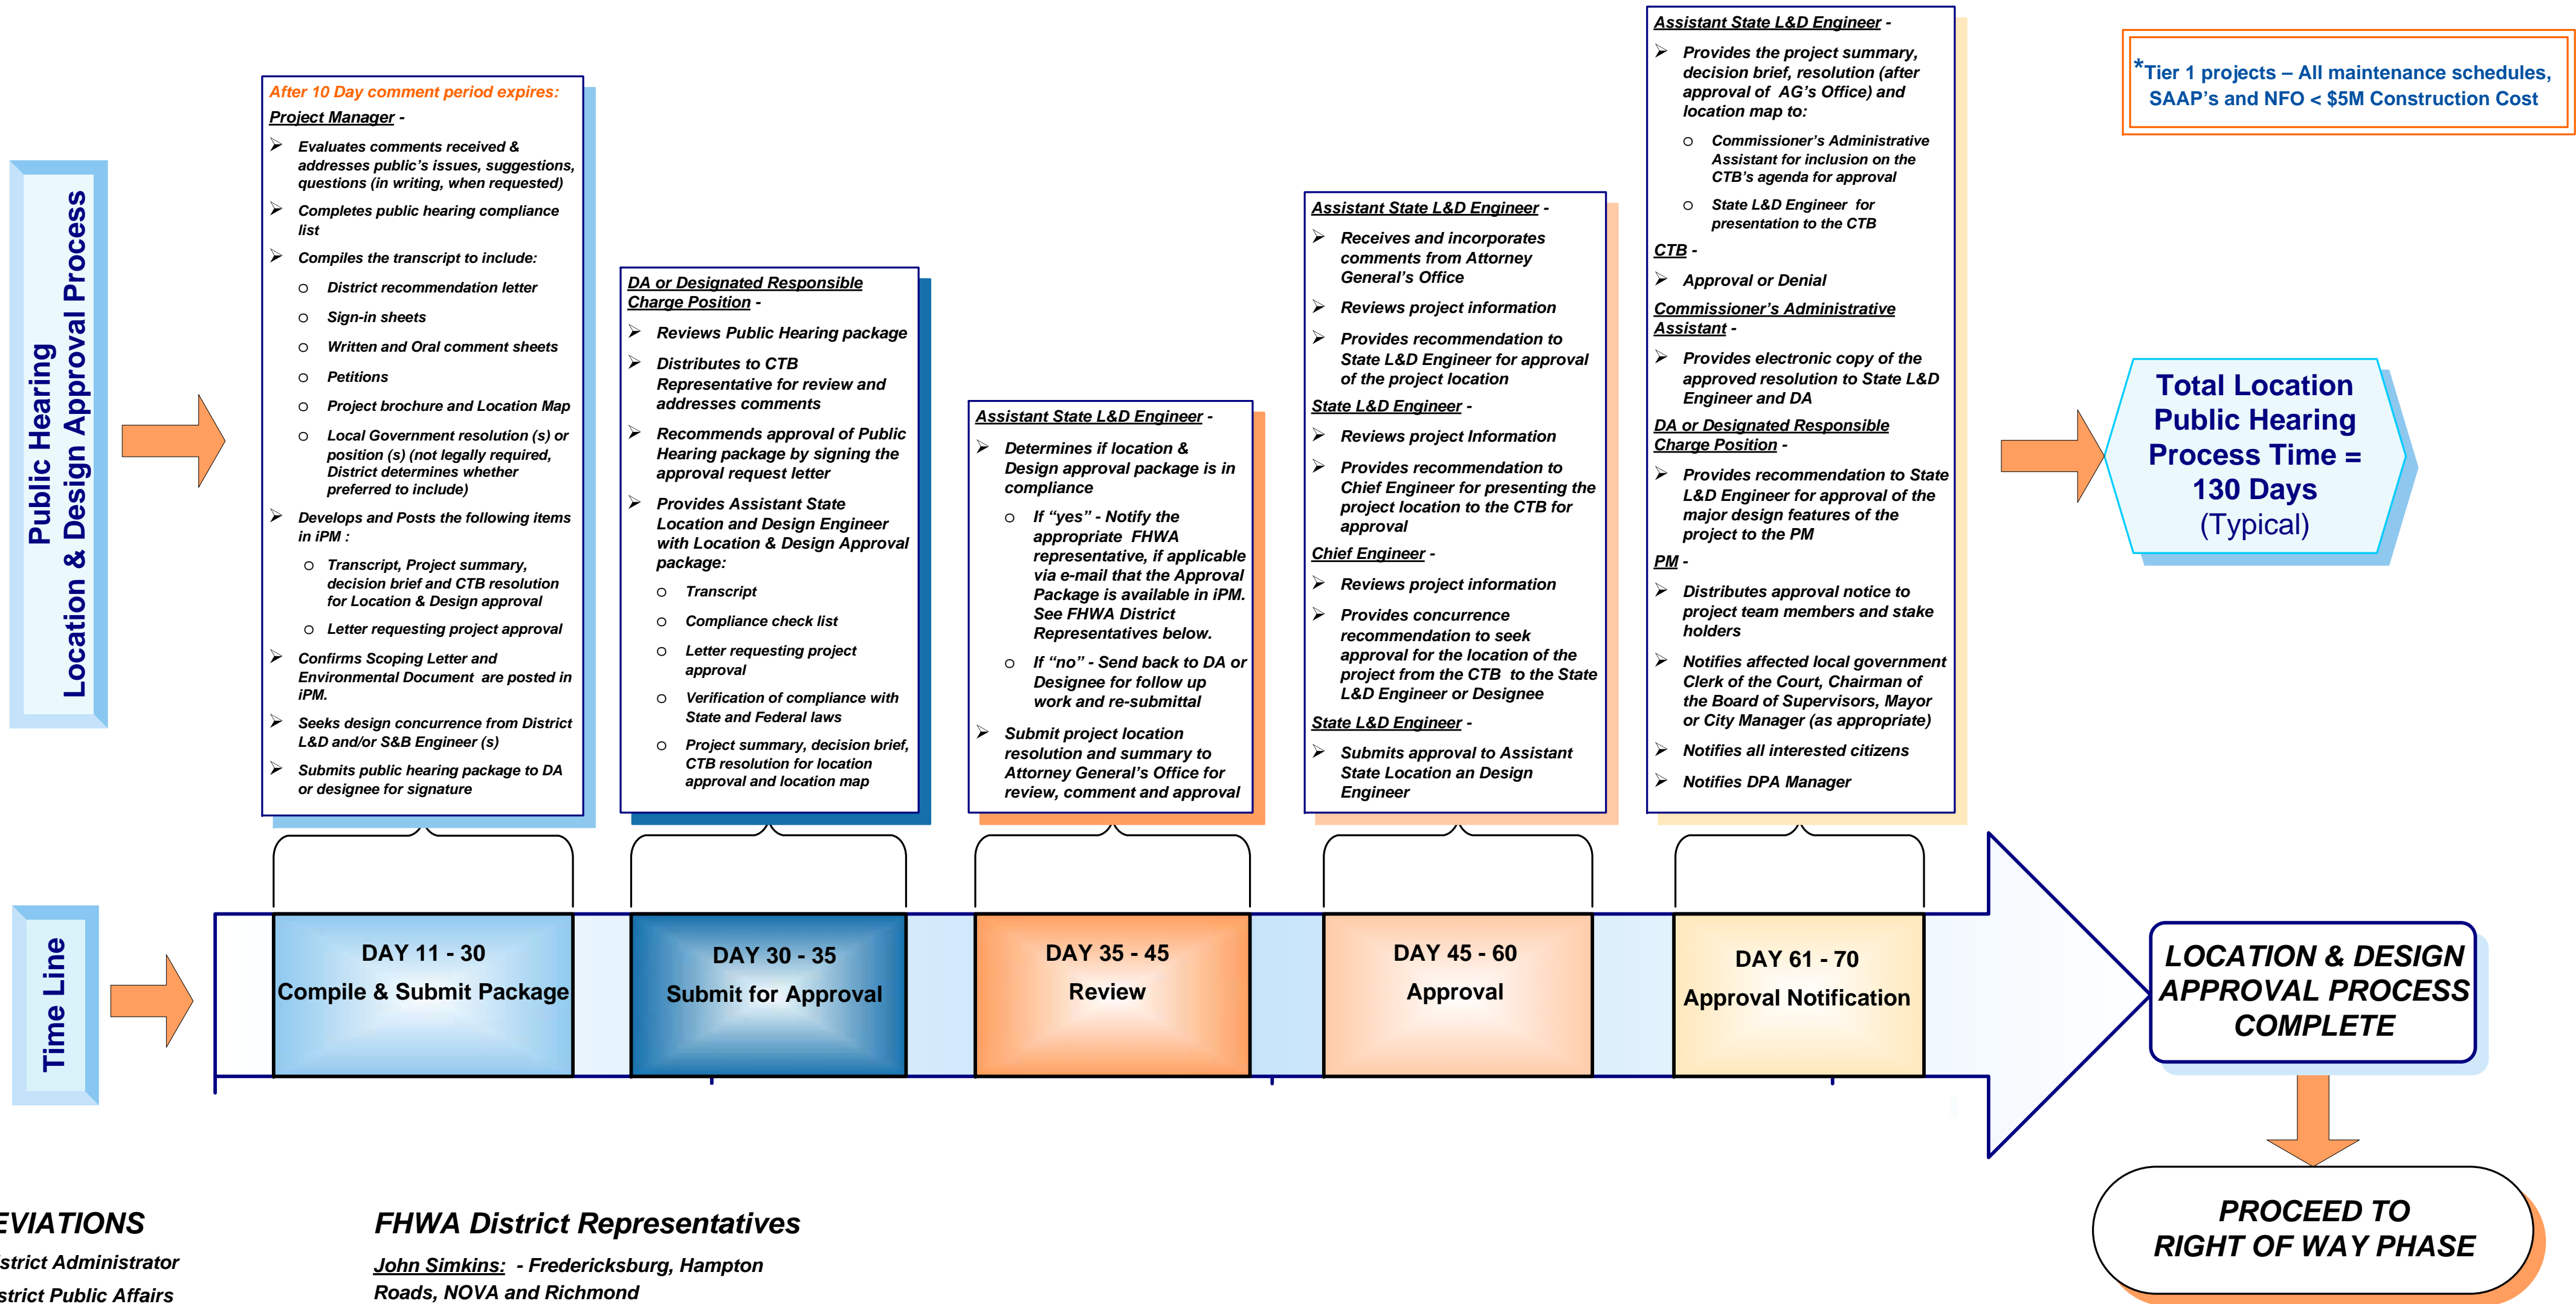 Public Hearing
Location & Design Approval Process
After 10 Day comment period expires:
Project Manager -
➢ Evaluates comments received &
addresses public's issues, suggestions,
questions (in writing, when requested)
➢ Completes public hearing compliance
list
➢ Compiles the transcript to include:
o District recommendation letter
o Sign-in sheets
o Written and Oral comment sheets
o Petitions
o Project brochure and Location Map
o Local Government resolution (s) or
position (s) (not legally required,
District determines whether
preferred to include)
➢ Develops and Posts the following items
in iPM :
o Transcript, Project summary,
decision brief and CTB resolution
for Location & Design approval
o Letter requesting project approval
➢ Confirms Scoping Letter and
Environmental Document are posted in
iPM.
➢ Seeks design concurrence from District
L&D and/or S&B Engineer (s)
➢ Submits public hearing package to DA
or designee for signature
DA or Designated Responsible
Charge Position -
➢ Reviews Public Hearing package
➢ Distributes to CTB
Representative for review and
addresses comments
➢ Recommends approval of Public
Hearing package by signing the
approval request letter
➢ Provides Assistant State
Location and Design Engineer
with Location & Design Approval
package:
o Transcript
o Compliance check list
o Letter requesting project
approval
o Verification of compliance with
State and Federal laws
o Project summary, decision brief,
CTB resolution for location
approval and location map
Assistant State L&D Engineer -
➢ Determines if location &
Design approval package is in
compliance
o If “yes” - Notify the
appropriate FHWA
representative, if applicable
via e-mail that the Approval
Package is available in iPM.
See FHWA District
Representatives below.
o If “no” - Send back to DA or
Designee for follow up
work and re-submittal
➢ Submit project location
resolution and summary to
Attorney General's Office for
review, comment and approval
Assistant State L&D Engineer -
➢ Receives and incorporates
comments from Attorney
General's Office
➢ Reviews project information
➢ Provides recommendation to
State L&D Engineer for approval
of the project location
State L&D Engineer -
➢ Reviews project Information
➢ Provides recommendation to
Chief Engineer for presenting the
project location to the CTB for
approval
Chief Engineer -
➢ Reviews project information
➢ Provides concurrence
recommendation to seek
approval for the location of the
project from the CTB to the State
L&D Engineer or Designee
State L&D Engineer -
➢ Submits approval to Assistant
State Location an Design
Engineer
Assistant State L&D Engineer -
➢ Provides the project summary,
decision brief, resolution (after
approval of AG's Office) and
location map to:
o Commissioner's Administrative
Assistant for inclusion on the
CTB's agenda for approval
o State L&D Engineer for
presentation to the CTB
CTB -
➢ Approval or Denial
Commissioner's Administrative
Assistant -
➢ Provides electronic copy of the
approved resolution to State L&D
Engineer and DA
DA or Designated Responsible
Charge Position -
➢ Provides recommendation to State
L&D Engineer for approval of the
major design features of the
project to the PM
PM -
➢ Distributes approval notice to
project team members and stake
holders
➢ Notifies affected local government
Clerk of the Court, Chairman of
the Board of Supervisors, Mayor
or City Manager (as appropriate)
➢ Notifies all interested citizens
➢ Notifies DPA Manager
*Tier 1 projects – All maintenance schedules,
SAAP's and NFO < $5M Construction Cost
Total Location
Public Hearing
Process Time =
130 Days
(Typical)
Time Line
DAY 11 - 30
Compile & Submit Package
DAY 30 - 35
Submit for Approval
DAY 35 - 45
Review
DAY 45 - 60
Approval
DAY 61 - 70
Approval Notification
LOCATION & DESIGN
APPROVAL PROCESS
COMPLETE
PROCEED TO
RIGHT OF WAY PHASE
EVIATIONS
strict Administrator
strict Public Affairs
FHWA District Representatives
John Simkins: - Fredericksburg, Hampton
Roads, NOVA and Richmond